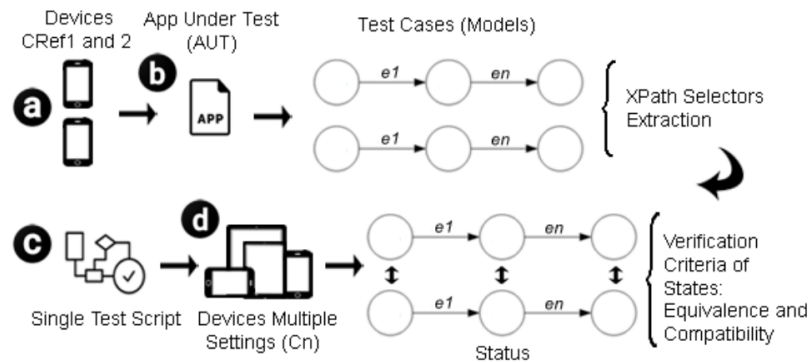 Devices
CRef1 and 2
App Under Test
(AUT)
Test Cases (Models)
a
b
APP
e1
en
e1
en
XPath Selectors
Extraction
c
d
Single Test Script
Devices Multiple
Settings (Cn)
e1
en
e1
en
Status
Verification
Criteria of
States:
Equivalence and
Compatibility